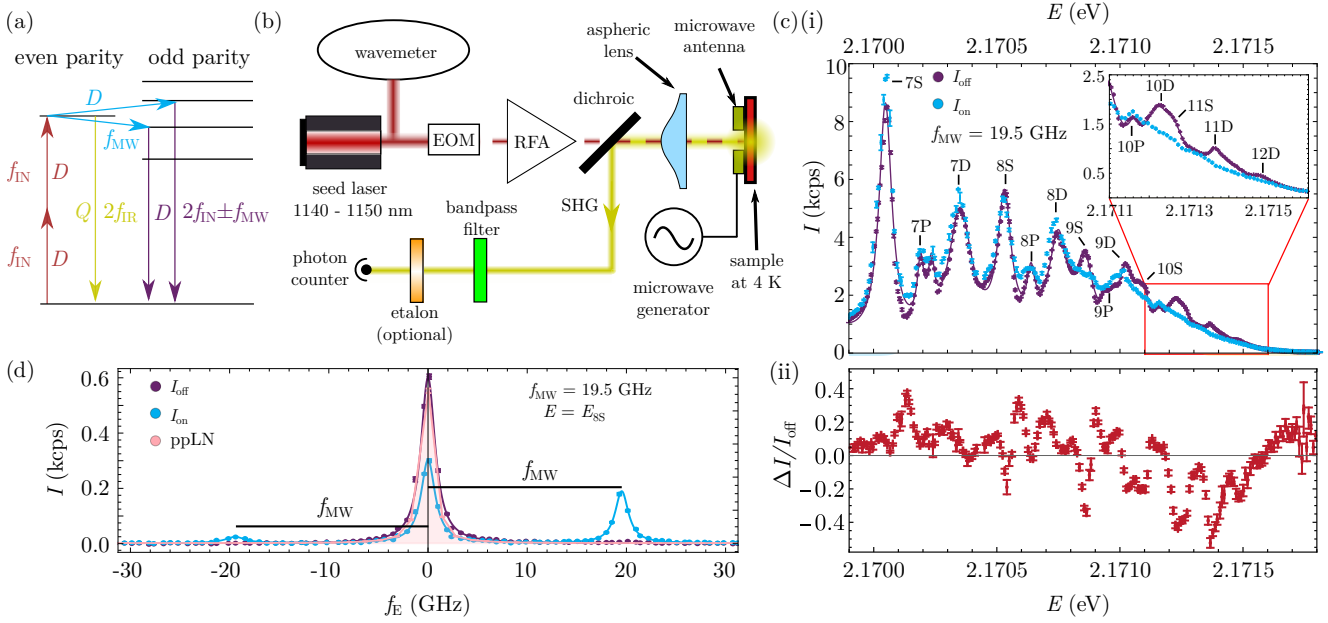 (a)
even parity
odd parity
D
f_MW
f_IN
D
f_IN
D
Q
2f_IR
D
2f_IN±f_MW
(b)
wavemeter
aspheric
lens
microwave
antenna
dichroic
EOM
RFA
seed laser
1140 - 1150 nm
SHG
bandpass
filter
photon
counter
etalon
(optional)
microwave
generator
sample
at 4 K
(c)
(i)
E (eV)
2.1700
2.1705
2.1710
2.1715
I (kcps)
10
8
6
4
2
0
7S
I_off
I_on
f_MW = 19.5 GHz
7P
7D
8S
8P
8D
9S
9P
9D
10S
2.5
1.5
0.5
10P
10D
11S
11D
12D
2.1711
2.1713
2.1715
(ii)
ΔI/I_off
0.4
0.2
0.0
−0.2
−0.4
2.1700
2.1705
2.1710
2.1715
E (eV)
(d)
I (kcps)
0.6
0.4
0.2
0.0
I_off
I_on
ppLN
f_MW = 19.5 GHz
E = E_8S
f_MW
f_MW
-30
-20
-10
0
10
20
30
f_E (GHz)